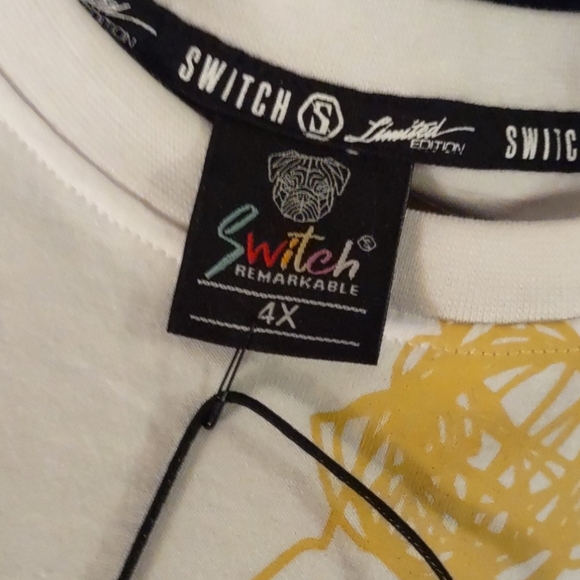 EDITION
SWITCH S Limited EDITION SWITC
Switch S
REMARKABLE
4X